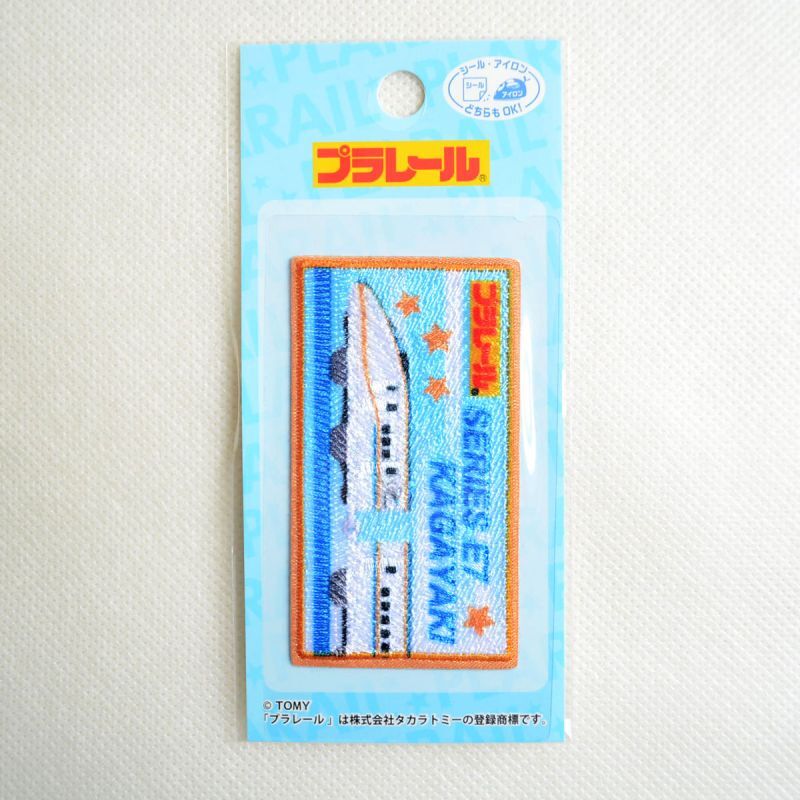 PLARAIL
RAIL
シール・アイロン
シール
アイロン
どちらもOK!
プラレール®
プラレール®
SERIES E7
KAGAYAKI
© TOMY
「プラレール」は株式会社タカラトミーの登録商標です。